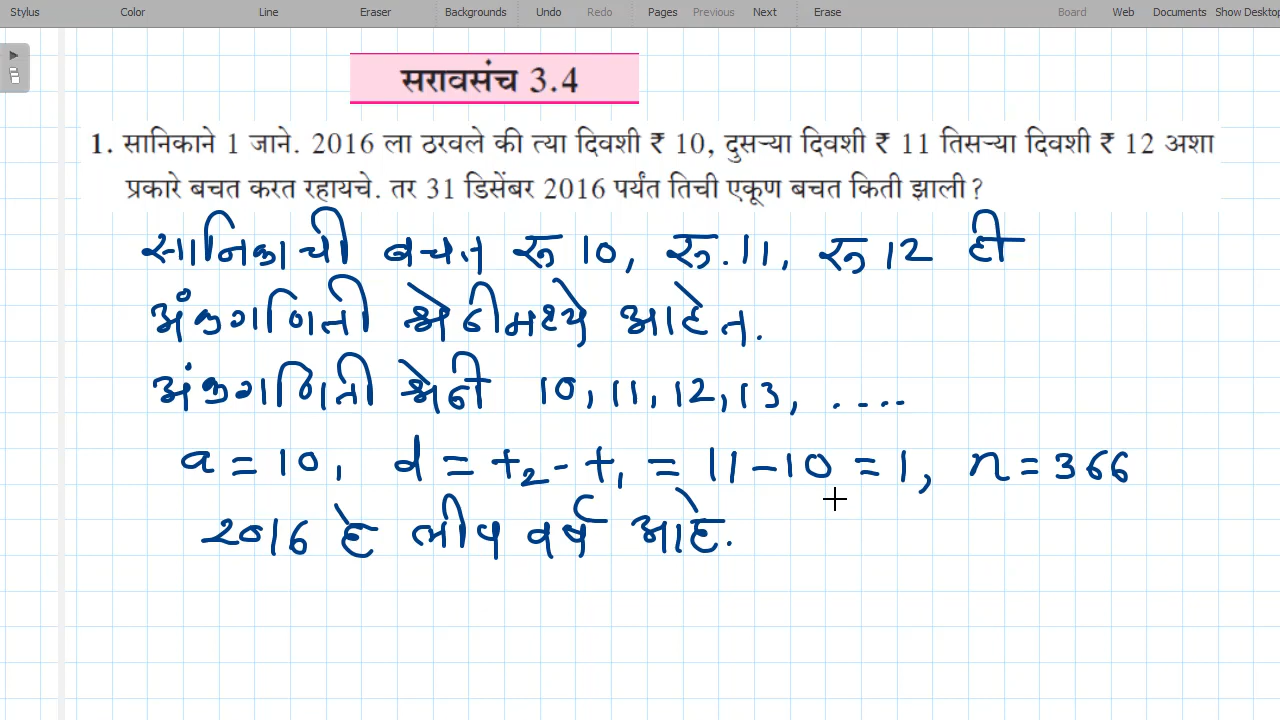 Stylus Color Line Eraser Backgrounds Undo Redo Pages Previous Next Erase Board Web Documents Show Desktop
सरावसंच 3.4
1. सानिकाने 1 जाने. 2016 ला ठरवले की त्या दिवशी ₹ 10, दुसऱ्या दिवशी ₹ 11 तिसऱ्या दिवशी ₹ 12 अशा
प्रकारे बचत करत रहायचे. तर 31 डिसेंबर 2016 पर्यंत तिची एकूण बचत किती झाली ?
सानिकाची बचत रू 10, रू. 11, रू 12 ही
अंकगणिती श्रेढीमध्ये आहेत.
अंकगणिती श्रेढी 10, 11, 12, 13, ....
a = 10, d = t₂ - t₁ = 11 - 10 = 1, n = 366
2016 हे लीप वर्ष आहे.